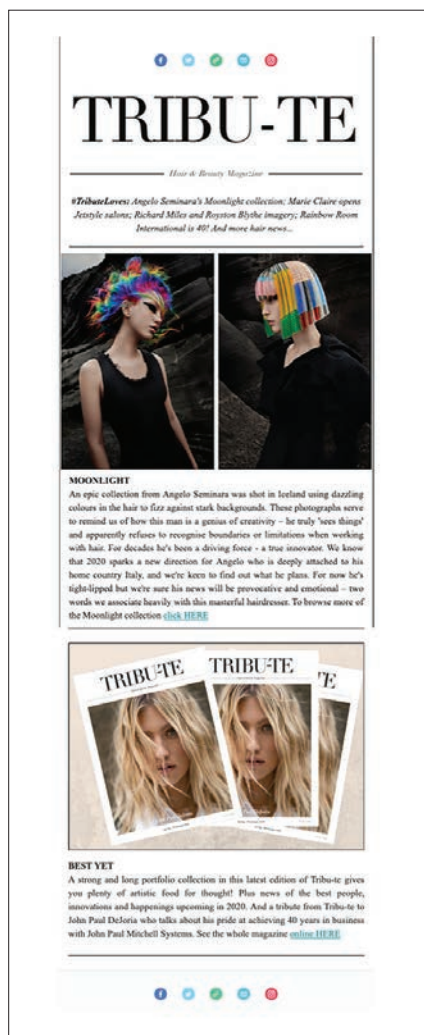 TRIBU-TE
Hair & Beauty Magazine
#TributeLoves: Angelo Seminara's Moonlight collection; Marie Claire opens
Jetstyle salons; Richard Miles and Royston Blythe imagery; Rainbow Room
International is 40! And more hair news...
MOONLIGHT
An epic collection from Angelo Seminara was shot in Iceland using dazzling
colours in the hair to fizz against stark backgrounds. These photographs serve
to remind us of how this man is a genius of creativity – he truly 'sees things'
and apparently refuses to recognise boundaries or limitations when working
with hair. For decades he's been a driving force - a true innovator. We know
that 2020 sparks a new direction for Angelo who is deeply attached to his
home country Italy, and we're keen to find out what he plans. For now he's
tight-lipped but we're sure his news will be provocative and emotional – two
words we associate heavily with this masterful hairdresser. To browse more of
the Moonlight collection click HERE
TRIBU-TE
TRIBU-TE
TE
BEST YET
A strong and long portfolio collection in this latest edition of Tribu-te gives
you plenty of artistic food for thought! Plus news of the best people,
innovations and happenings upcoming in 2020. And a tribute from Tribu-te to
John Paul DeJoria who talks about his pride at achieving 40 years in business
with John Paul Mitchell Systems. See the whole magazine online HERE